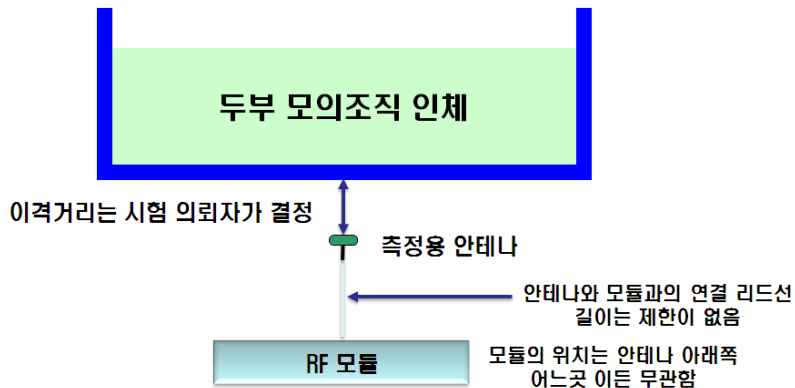 두부 모의조직 인체
이격거리는 시험 의뢰자가 결정
측정용 안테나
안테나와 모듈과의 연결 리드선
길이는 제한이 없음
RF 모듈
모듈의 위치는 안테나 아래쪽
어느곳 이든 무관함